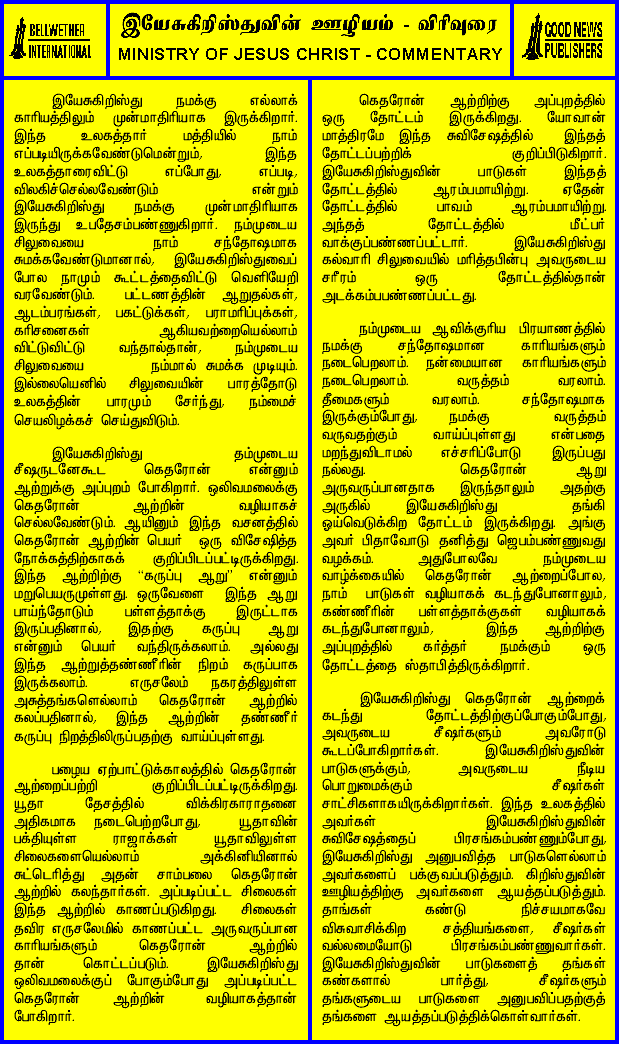 BELLWETHER
INTERNATIONAL
இயேசுகிறிஸ்துவின் ஊழியம் - விரிவுரை
MINISTRY OF JESUS CHRIST - COMMENTARY
GOOD NEWS
PUBLISHERS
இயேசுகிறிஸ்து நமக்கு எல்லாக்
காரியத்திலும் முன்மாதிரியாக இருக்கிறார்.
இந்த உலகத்தார் மத்தியில் நாம்
எப்படியிருக்கவேண்டுமென்றும், இந்த
உலகத்தாரைவிட்டு எப்போது, எப்படி,
விலகிச்செல்லவேண்டும் என்றும்
இயேசுகிறிஸ்து நமக்கு முன்மாதிரியாக
இருந்து உபதேசம்பண்ணுகிறார். நம்முடைய
சிலுவையை நாம் சந்தோஷமாக
சுமக்கவேண்டுமானால், இயேசுகிறிஸ்துவைப்
போல நாமும் கூட்டத்தைவிட்டு வெளியேறி
வரவேண்டும். பட்டணத்தின் ஆறுதல்கள்,
ஆடம்பரங்கள், பகட்டுக்கள், பராமரிப்புக்கள்,
கரிசனைகள் ஆகியவற்றையெல்லாம்
விட்டுவிட்டு வந்தால்தான், நம்முடைய
சிலுவையை நம்மால் சுமக்க முடியும்.
இல்லையெனில் சிலுவையின் பாரத்தோடு
உலகத்தின் பாரமும் சேர்ந்து, நம்மைச்
செயலிழக்கச் செய்துவிடும்.
இயேசுகிறிஸ்து தம்முடைய
சீஷருடனேகூட கெதரோன் என்னும்
ஆற்றுக்கு அப்புறம் போகிறார். ஒலிவமலைக்கு
கெதரோன் ஆற்றின் வழியாகச்
செல்லவேண்டும். ஆயினும் இந்த வசனத்தில்
கெதரோன் ஆற்றின் பெயர் ஒரு விசேஷித்த
நோக்கத்திற்காகக் குறிப்பிடப்பட்டிருக்கிறது.
இந்த ஆற்றிற்கு “கருப்பு ஆறு” என்னும்
மறுபெயருமுள்ளது. ஒருவேளை இந்த ஆறு
பாய்ந்தோடும் பள்ளத்தாக்கு இருட்டாக
இருப்பதினால், இதற்கு கருப்பு ஆறு
என்னும் பெயர் வந்திருக்கலாம். அல்லது
இந்த ஆற்றுத்தண்ணீரின் நிறம் கருப்பாக
இருக்கலாம். எருசலேம் நகரத்திலுள்ள
அசுத்தங்களெல்லாம் கெதரோன் ஆற்றில்
கலப்பதினால், இந்த ஆற்றின் தண்ணீர்
கருப்பு நிறத்திலிருப்பதற்கு வாய்ப்புள்ளது.
பழைய ஏற்பாட்டுக்காலத்தில் கெதரோன்
ஆற்றைப்பற்றி குறிப்பிடப்பட்டிருக்கிறது.
யூதா தேசத்தில் விக்கிரகாராதனை
அதிகமாக நடைபெற்றபோது, யூதாவின்
பக்தியுள்ள ராஜாக்கள் யூதாவிலுள்ள
சிலைகளையெல்லாம் அக்கினியினால்
சுட்டெரித்து அதன் சாம்பலை கெதரோன்
ஆற்றில் கலந்தார்கள். அப்படிப்பட்ட சிலைகள்
இந்த ஆற்றில் காணப்படுகிறது. சிலைகள்
தவிர எருசலேமில் காணப்பட்ட அருவருப்பான
காரியங்களும் கெதரோன் ஆற்றில்
தான் கொட்டப்படும். இயேசுகிறிஸ்து
ஒலிவமலைக்குப் போகும்போது அப்படிப்பட்ட
கெதரோன் ஆற்றின் வழியாகத்தான்
போகிறார்.
கெதரோன் ஆற்றிற்கு அப்புறத்தில்
ஒரு தோட்டம் இருக்கிறது. யோவான்
மாத்திரமே இந்த சுவிசேஷத்தில் இந்தத்
தோட்டப்பற்றிக் குறிப்பிடுகிறார்.
இயேசுகிறிஸ்துவின் பாடுகள் இந்தத்
தோட்டத்தில் ஆரம்பமாயிற்று. ஏதேன்
தோட்டத்தில் பாவம் ஆரம்பமாயிற்று.
அந்தத் தோட்டத்தில் மீட்பர்
வாக்குப்பண்ணப்பட்டார். இயேசுகிறிஸ்து
கல்வாரி சிலுவையில் மரித்தபின்பு அவருடைய
சரீரம் ஒரு தோட்டத்தில்தான்
அடக்கம்பண்ணப்பட்டது.
நம்முடைய ஆவிக்குரிய பிரயாணத்தில்
நமக்கு சந்தோஷமான காரியங்களும்
நடைபெறலாம். நன்மையான காரியங்களும்
நடைபெறலாம். வருத்தம் வரலாம்.
தீமைகளும் வரலாம். சந்தோஷமாக
இருக்கும்போது, நமக்கு வருத்தம்
வருவதற்கும் வாய்ப்புள்ளது என்பதை
மறந்துவிடாமல் எச்சரிப்போடு இருப்பது
நல்லது. கெதரோன் ஆறு
அருவருப்பானதாக இருந்தாலும் அதற்கு
அருகில் இயேசுகிறிஸ்து தங்கி
ஓய்வெடுக்கிற தோட்டம் இருக்கிறது. அங்கு
அவர் பிதாவோடு தனித்து ஜெபம்பண்ணுவது
வழக்கம். அதுபோலவே நம்முடைய
வாழ்க்கையில் கெதரோன் ஆற்றைப்போல,
நாம் பாடுகள் வழியாகக் கடந்துபோனாலும்,
கண்ணீரின் பள்ளத்தாக்குகள் வழியாகக்
கடந்துபோனாலும், இந்த ஆற்றிற்கு
அப்புறத்தில் கர்த்தர் நமக்கும் ஒரு
தோட்டத்தை ஸ்தாபித்திருக்கிறார்.
இயேசுகிறிஸ்து கெதரோன் ஆற்றைக்
கடந்து தோட்டத்திற்குப்போகும்போது,
அவருடைய சீஷர்களும் அவரோடு
கூடப்போகிறார்கள். இயேசுகிறிஸ்துவின்
பாடுகளுக்கும், அவருடைய நீடிய
பொறுமைக்கும் சீஷர்கள்
சாட்சிகளாகயிருக்கிறார்கள். இந்த உலகத்தில்
அவர்கள் இயேசுகிறிஸ்துவின்
சுவிசேஷத்தைப் பிரசங்கம்பண்ணும்போது,
இயேசுகிறிஸ்து அனுபவித்த பாடுகளெல்லாம்
அவர்களைப் பக்குவப்படுத்தும். கிறிஸ்துவின்
ஊழியத்திற்கு அவர்களை ஆயத்தப்படுத்தும்.
தாங்கள் கண்டு நிச்சயமாகவே
விசுவாசிக்கிற சத்தியங்களை, சீஷர்கள்
வல்லமையோடு பிரசங்கம்பண்ணுவார்கள்.
இயேசுகிறிஸ்துவின் பாடுகளைத் தங்கள்
கண்களால் பார்த்து, சீஷர்களும்
தங்களுடைய பாடுகளை அனுபவிப்பதற்குத்
தங்களை ஆயத்தப்படுத்திக்கொள்வார்கள்.